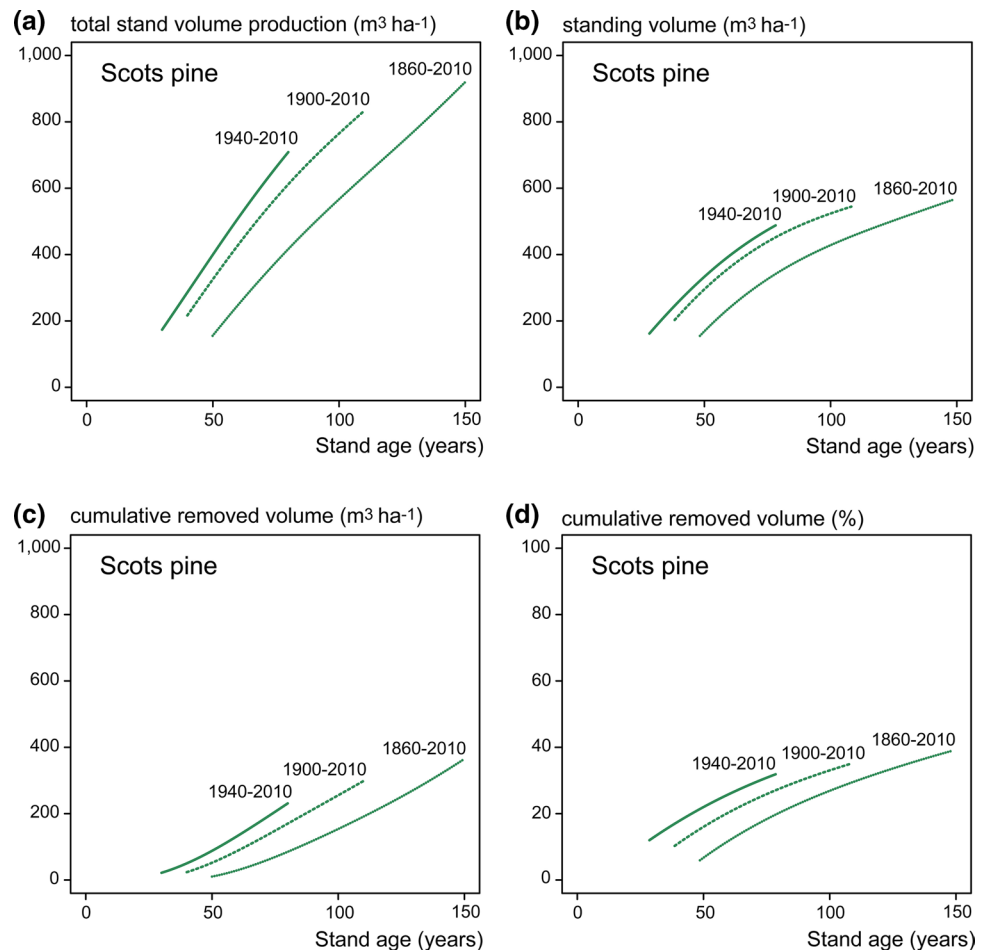 (a) total stand volume production (m3 ha-1)
Scots pine
1,000
800
600
400
200
0
1940-2010
1900-2010
1860-2010
0 50 100 150
Stand age (years)
(b) standing volume (m3 ha-1)
Scots pine
1,000
800
600
400
200
0
1940-2010
1900-2010
1860-2010
0 50 100 150
Stand age (years)
(c) cumulative removed volume (m3 ha-1)
Scots pine
1,000
800
600
400
200
0
1940-2010
1900-2010
1860-2010
0 50 100 150
Stand age (years)
(d) cumulative removed volume (%)
Scots pine
100
80
60
40
20
0
1940-2010
1900-2010
1860-2010
0 50 100 150
Stand age (years)